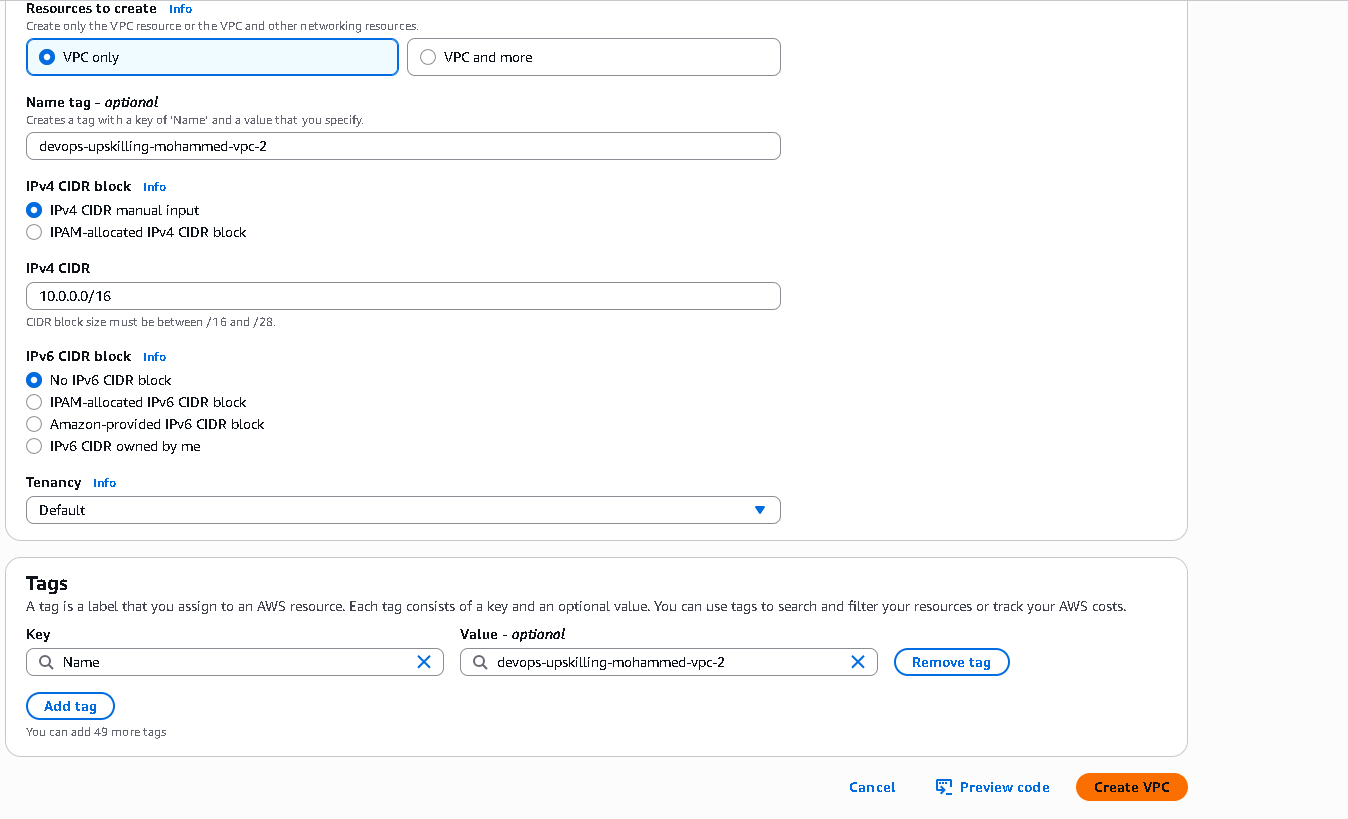 Resources to create Info
Create only the VPC resource or the VPC and other networking resources.
VPC only
VPC and more
Name tag - optional
Creates a tag with a key of 'Name' and a value that you specify.
devops-upskilling-mohammed-vpc-2
IPv4 CIDR block Info
IPv4 CIDR manual input
IPAM-allocated IPv4 CIDR block
IPv4 CIDR
10.0.0.0/16
CIDR block size must be between /16 and /28.
IPv6 CIDR block Info
No IPv6 CIDR block
IPAM-allocated IPv6 CIDR block
Amazon-provided IPv6 CIDR block
IPv6 CIDR owned by me
Tenancy Info
Default
Tags
A tag is a label that you assign to an AWS resource. Each tag consists of a key and an optional value. You can use tags to search and filter your resources or track your AWS costs.
Key Value - optional
Name devops-upskilling-mohammed-vpc-2 Remove tag
Add tag
You can add 49 more tags
Cancel Preview code Create VPC